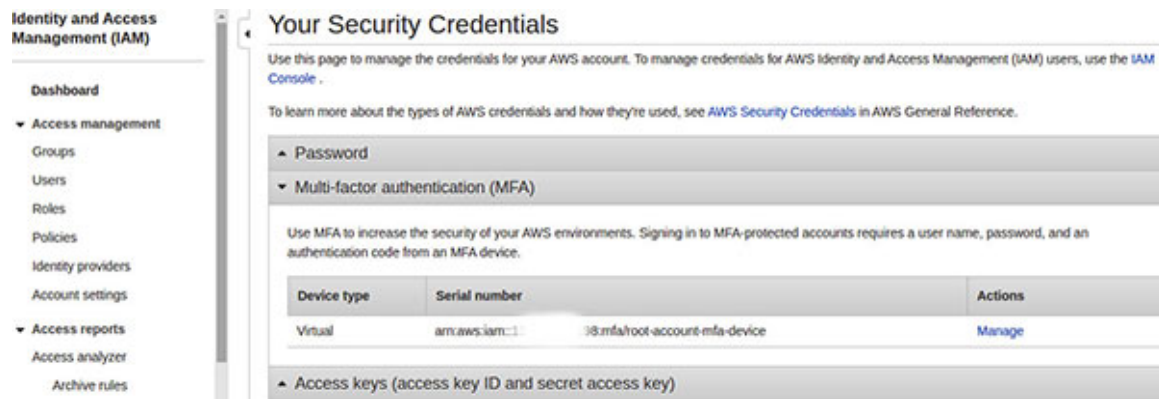 Identity and Access
Management (IAM)
Dashboard
Access management
Groups
Users
Roles
Policies
Identity providers
Account settings
Access reports
Access analyzer
Archive rules
Your Security Credentials
Use this page to manage the credentials for your AWS account. To manage credentials for AWS Identity and Access Management (IAM) users, use the IAM
Console .
To learn more about the types of AWS credentials and how they're used, see AWS Security Credentials in AWS General Reference.
Password
Multi-factor authentication (MFA)
Use MFA to increase the security of your AWS environments. Signing in to MFA-protected accounts requires a user name, password, and an
authentication code from an MFA device.
Device type Serial number Actions
Virtual arn:aws:iam:: 8:mfa/root-account-mfa-device Manage
Access keys (access key ID and secret access key)